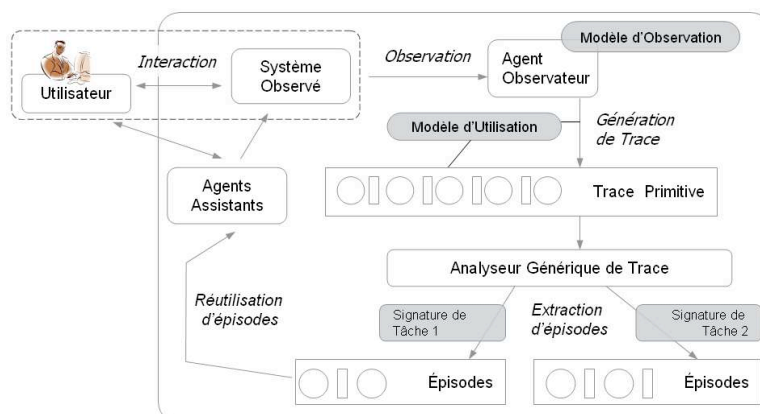 Modèle d'Observation
Interaction
Système
Observé
Observation
Agent
Observateur
Utilisateur
Modèle d'Utilisation
Génération
de Trace
Agents
Assistants
Trace Primitive
Analyseur Générique de Trace
Réutilisation
d'épisodes
Signature de
Tâche 1
Extraction
d'épisodes
Signature de
Tâche 2
Épisodes
Épisodes